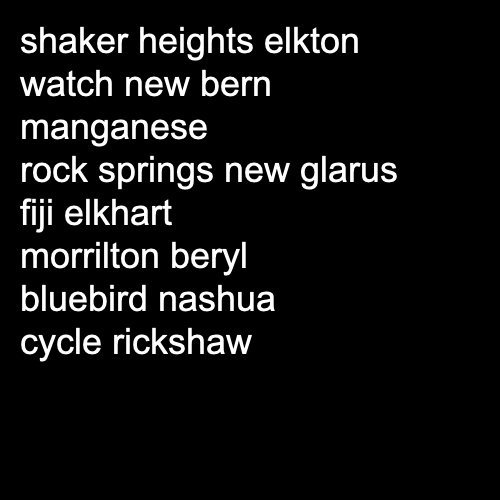 shaker heights elkton
watch new bern
manganese
rock springs new glarus
fiji elkhart
morrilton beryl
bluebird nashua
cycle rickshaw